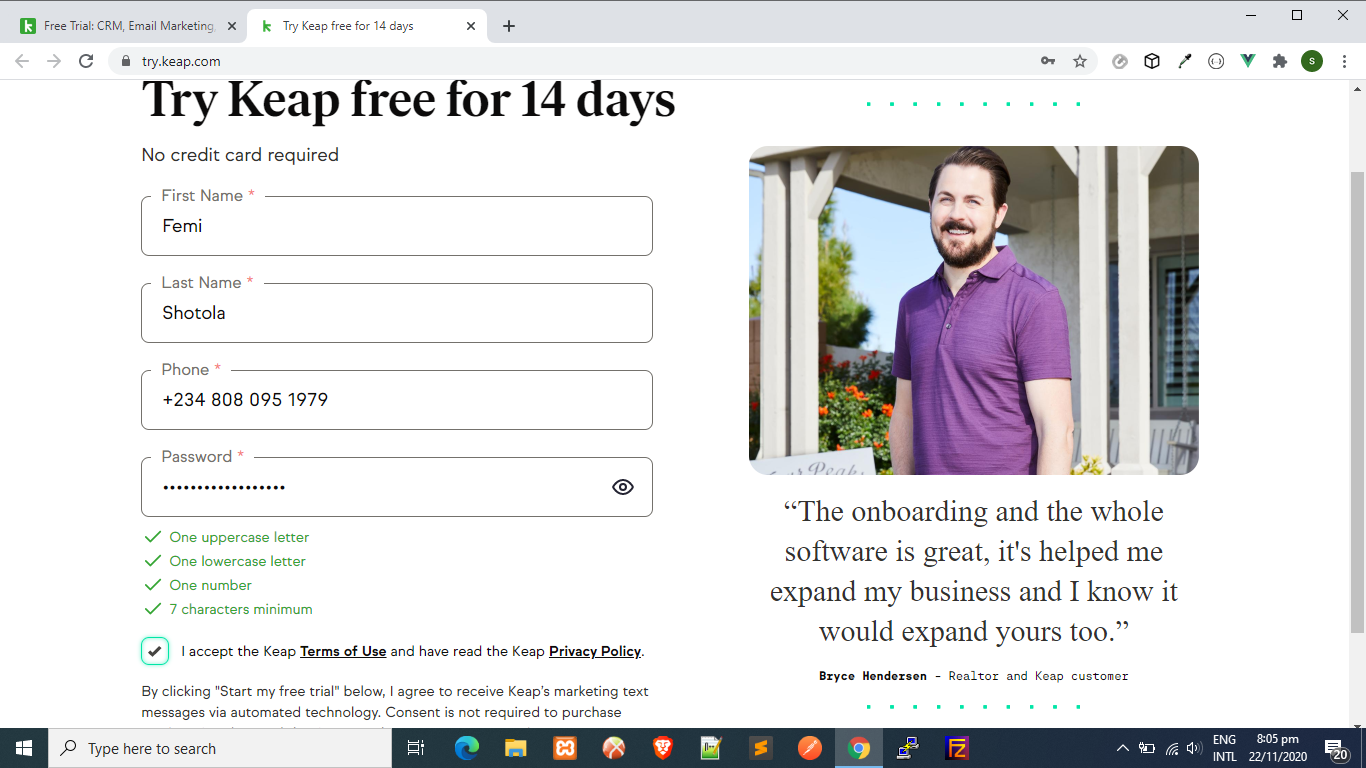 Free Trial: CRM, Email Marketing,
Try Keap free for 14 days
try.keap.com
S
Try Keap free for 14 days
No credit card required
First Name *
Femi
Last Name *
Shotola
Phone *
+234 808 095 1979
Password *
••••••••••••••••••
One uppercase letter
One lowercase letter
One number
7 characters minimum
I accept the Keap Terms of Use and have read the Keap Privacy Policy.
By clicking "Start my free trial" below, I agree to receive Keap's marketing text
messages via automated technology. Consent is not required to purchase
“The onboarding and the whole
software is great, it's helped me
expand my business and I know it
would expand yours too.”
Bryce Hendersen - Realtor and Keap customer
Type here to search
ENG
INTL
8:05 pm
22/11/2020
20